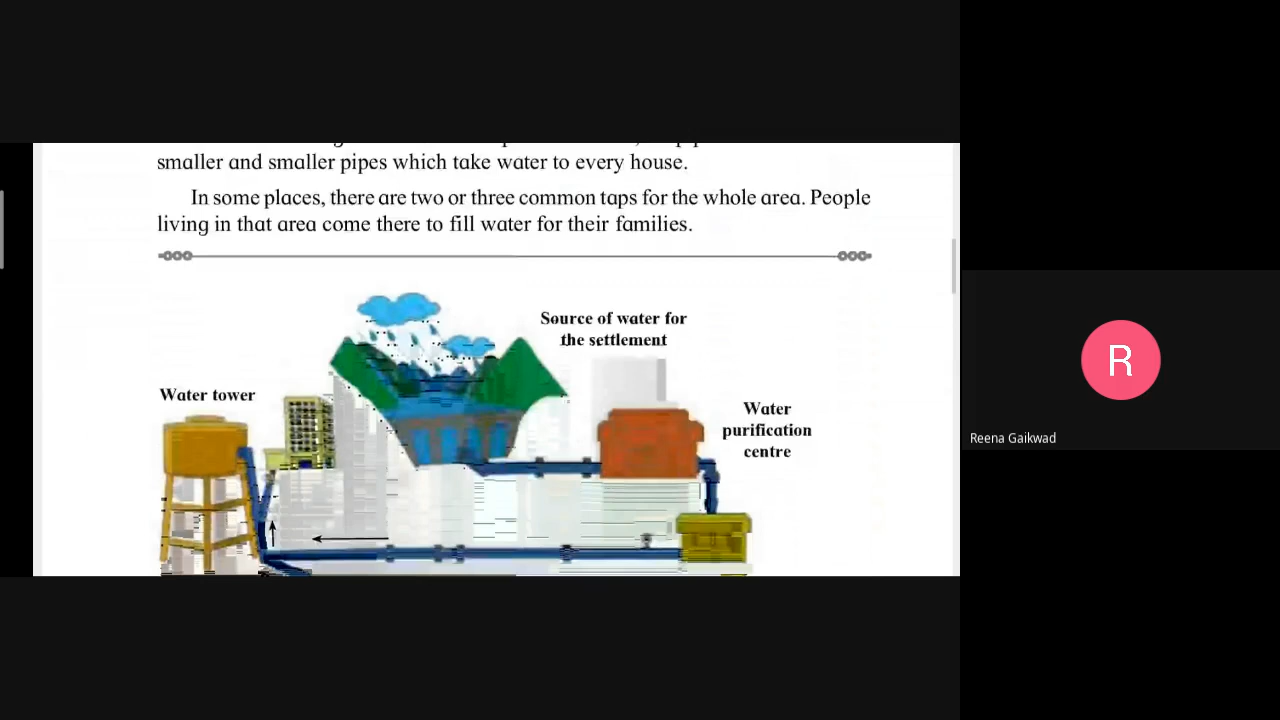 smaller and smaller pipes which take water to every house.
In some places, there are two or three common taps for the whole area. People
living in that area come there to fill water for their families.
Source of water for
the settlement
Water tower
Water
purification
centre
R
Reena Gaikwad